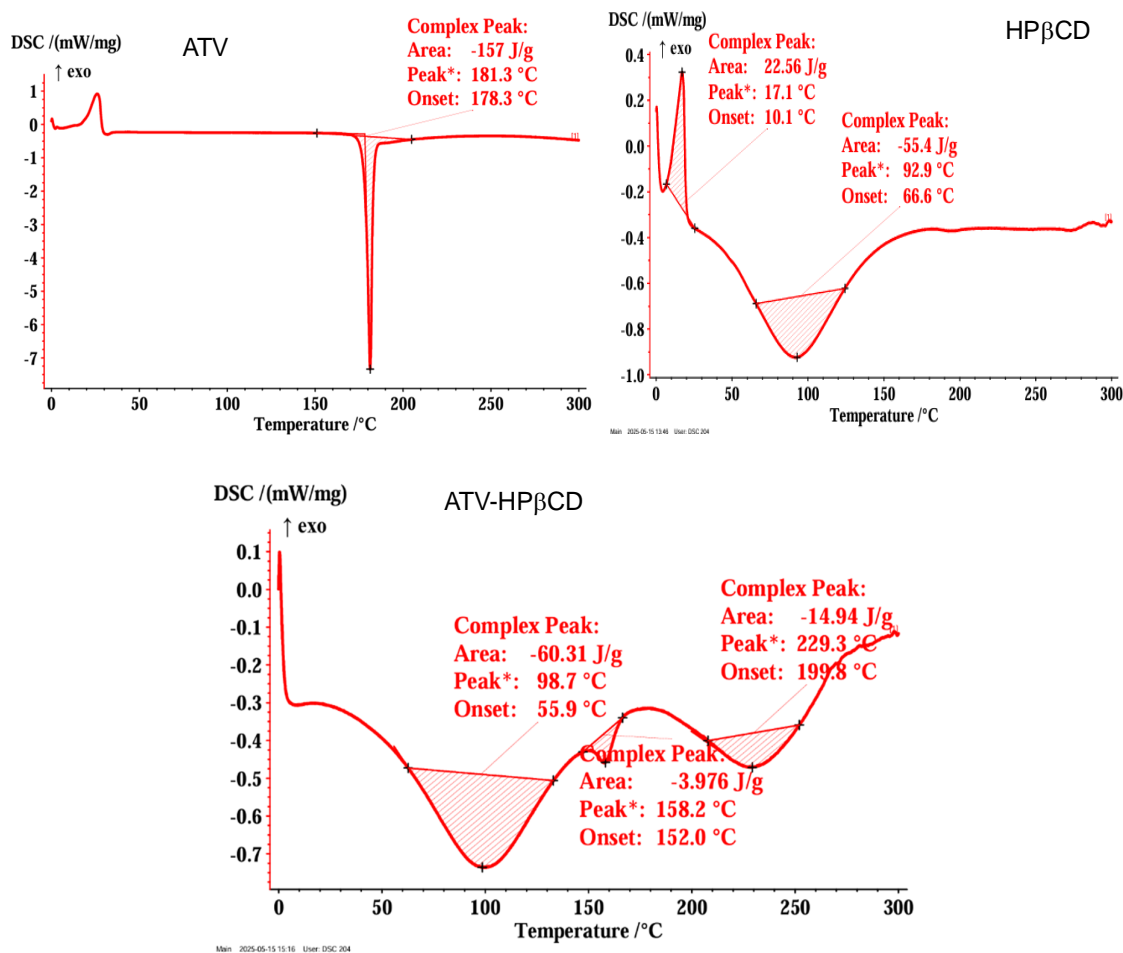 DSC /(mW/mg)
ATV
↑ exo
Complex Peak:
Area: -157 J/g
Peak*: 181.3 °C
Onset: 178.3 °C
[1]
1
0
-1
-2
-3
-4
-5
-6
-7
0 50 100 150 200 250 300
Temperature /°C
DSC /(mW/mg)
HPβCD
↑ exo
Complex Peak:
Area: 22.56 J/g
Peak*: 17.1 °C
Onset: 10.1 °C
Complex Peak:
Area: -55.4 J/g
Peak*: 92.9 °C
Onset: 66.6 °C
[1]
0.4
0.2
0.0
-0.2
-0.4
-0.6
-0.8
-1.0
0 50 100 150 200 250 300
Temperature /°C
Main 2025-05-15 13:46 User: DSC 204
DSC /(mW/mg)
ATV-HPβCD
↑ exo
Complex Peak:
Area: -60.31 J/g
Peak*: 98.7 °C
Onset: 55.9 °C
Complex Peak:
Area: -3.976 J/g
Peak*: 158.2 °C
Onset: 152.0 °C
Complex Peak:
Area: -14.94 J/g
Peak*: 229.3 °C
Onset: 199.8 °C
[1]
0.1
0.0
-0.1
-0.2
-0.3
-0.4
-0.5
-0.6
-0.7
0 50 100 150 200 250 300
Temperature /°C
Main 2025-05-15 15:16 User: DSC 204